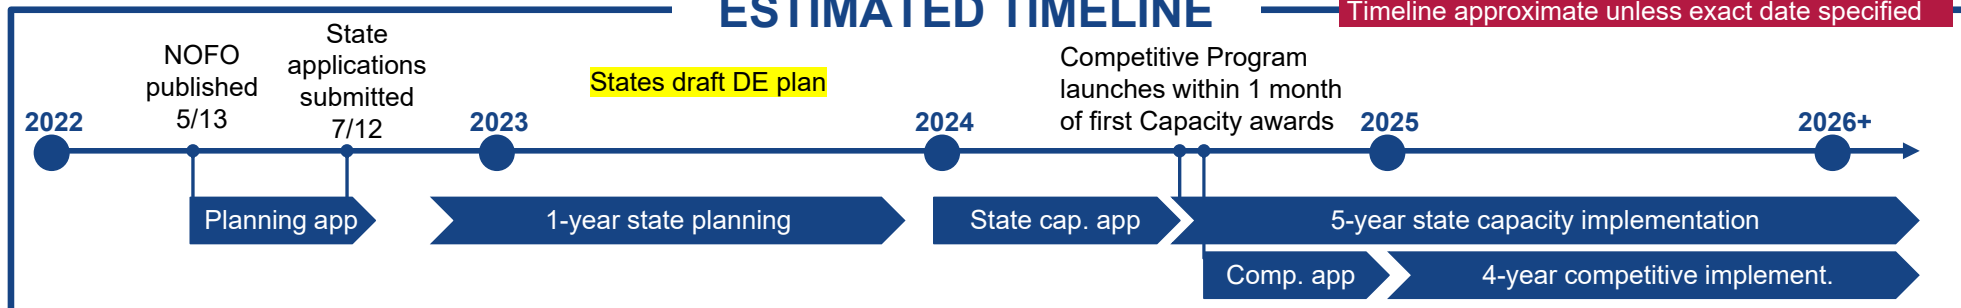 ESTIMATED TIMELINE
Timeline approximate unless exact date specified
NOFO
published
5/13
State
applications
submitted
7/12
States draft DE plan
Competitive Program
launches within 1 month
of first Capacity awards
2022
2023
2024
2025
2026+
Planning app
1-year state planning
State cap. app
5-year state capacity implementation
Comp. app
4-year competitive implement.